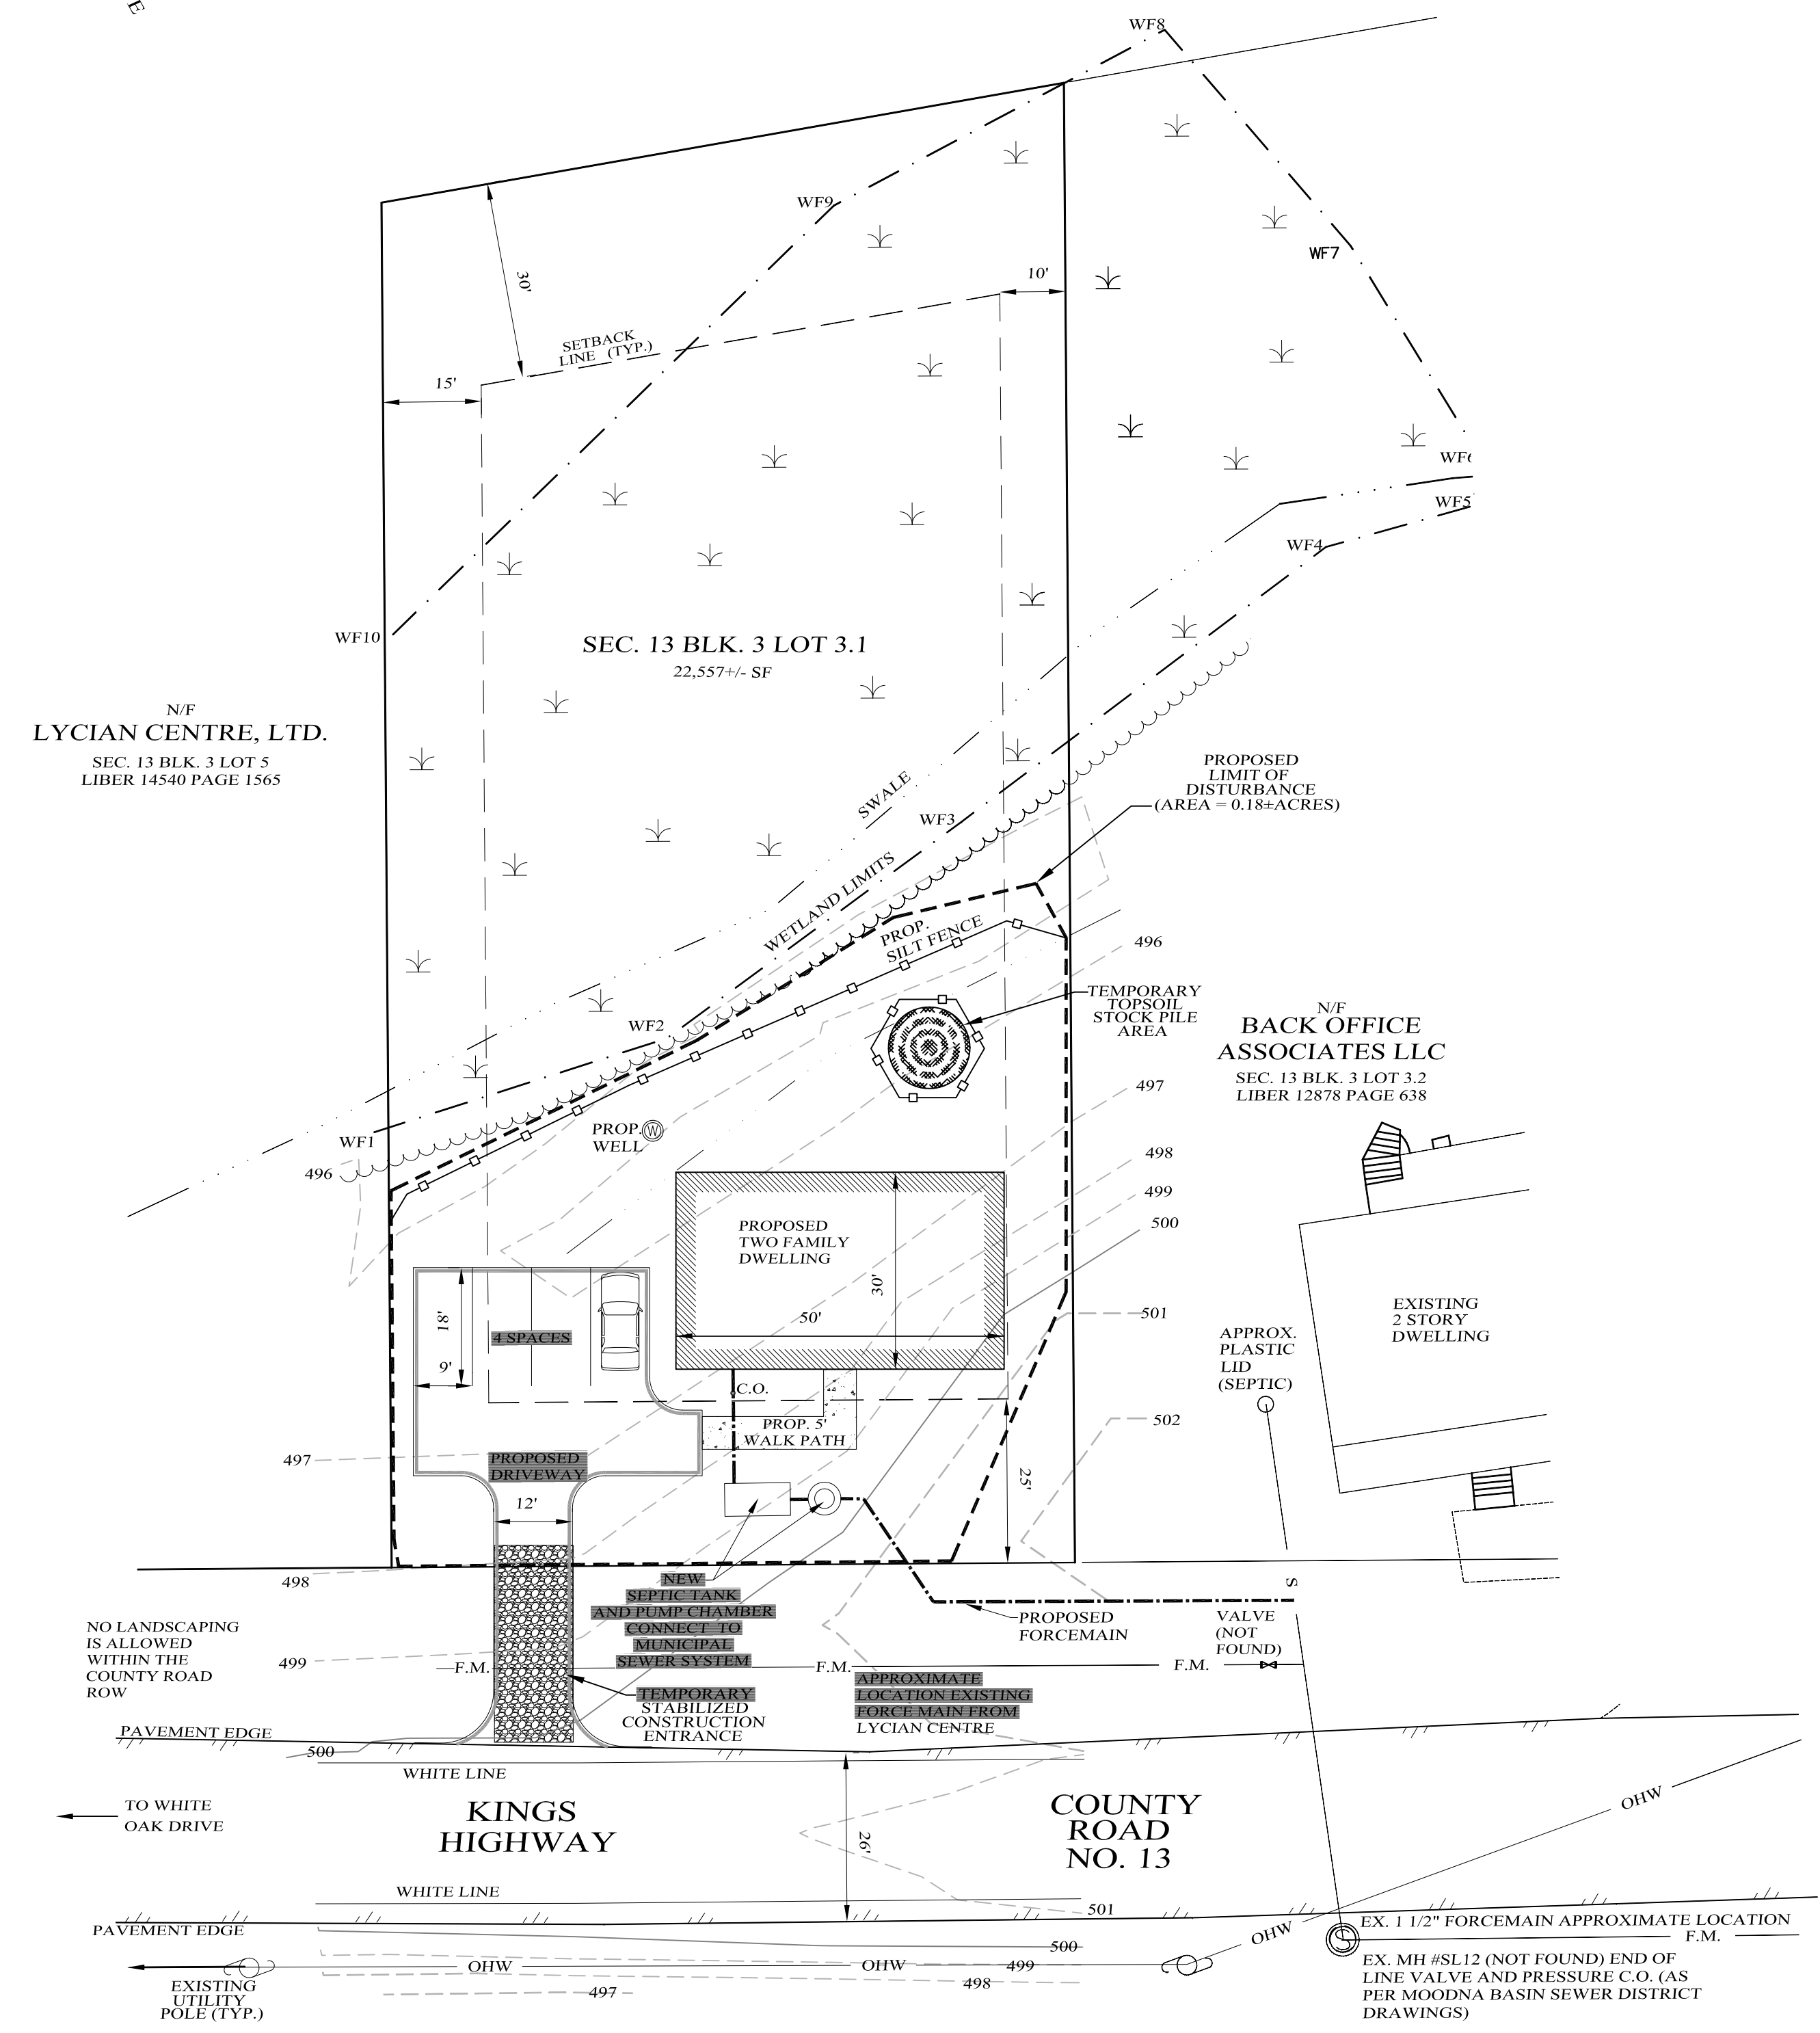 E
WF8
WF9
WF7
10'
30'
SETBACK
LINE (TYP.)
15'
WF5
WF4
WF10
SEC. 13 BLK. 3 LOT 3.1
22,557+/- SF
N/F
LYCIAN CENTRE, LTD.
SEC. 13 BLK. 3 LOT 5
LIBER 14540 PAGE 1565
PROPOSED
LIMIT OF
DISTURBANCE
(AREA = 0.18±ACRES)
SWALE
WF3
WETLAND LIMITS
PROP.
SILT FENCE
496
TEMPORARY
TOPSOIL
STOCK PILE
AREA
N/F
BACK OFFICE
ASSOCIATES LLC
SEC. 13 BLK. 3 LOT 3.2
LIBER 12878 PAGE 638
WF2
497
PROP.
WELL
W
WF1
496
498
499
500
PROPOSED
TWO FAMILY
DWELLING
30'
50'
501
EXISTING
2 STORY
DWELLING
18'
4 SPACES
9'
APPROX.
PLASTIC
LID
(SEPTIC)
C.O.
PROP. 5'
WALK PATH
502
497
PROPOSED
DRIVEWAY
12'
25'
498
NEW
SEPTIC TANK
AND PUMP CHAMBER
CONNECT TO
MUNICIPAL
SEWER SYSTEM
S
PROPOSED
FORCEMAIN
VALVE
(NOT
FOUND)
NO LANDSCAPING
IS ALLOWED
WITHIN THE
COUNTY ROAD
ROW
499
F.M.
F.M.
F.M.
TEMPORARY
STABILIZED
CONSTRUCTION
ENTRANCE
APPROXIMATE
LOCATION EXISTING
FORCE MAIN FROM
LYCIAN CENTRE
PAVEMENT EDGE
500
WHITE LINE
TO WHITE
OAK DRIVE
KINGS
HIGHWAY
26'
COUNTY
ROAD
NO. 13
OHW
WHITE LINE
501
PAVEMENT EDGE
OHW
EX. 1 1/2" FORCEMAIN APPROXIMATE LOCATION
F.M.
500
OHW
OHW
499
498
497
EXISTING
UTILITY
POLE (TYP.)
EX. MH #SL12 (NOT FOUND) END OF
LINE VALVE AND PRESSURE C.O. (AS
PER MOODNA BASIN SEWER DISTRICT
DRAWINGS)